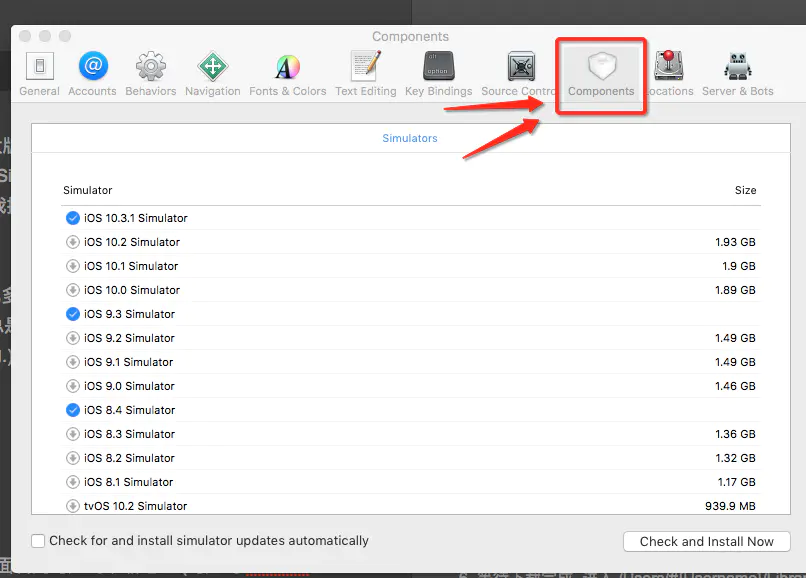 Components
General Accounts Behaviors Navigation Fonts & Colors Text Editing Key Bindings Source Contro Components ocations Server & Bots
Simulators
Simulator Size
iOS 10.3.1 Simulator
iOS 10.2 Simulator 1.93 GB
iOS 10.1 Simulator 1.9 GB
iOS 10.0 Simulator 1.89 GB
iOS 9.3 Simulator
iOS 9.2 Simulator 1.49 GB
iOS 9.1 Simulator 1.49 GB
iOS 9.0 Simulator 1.46 GB
iOS 8.4 Simulator
iOS 8.3 Simulator 1.36 GB
iOS 8.2 Simulator 1.32 GB
iOS 8.1 Simulator 1.17 GB
tvOS 10.2 Simulator 939.9 MB
Check for and install simulator updates automatically Check and Install Now